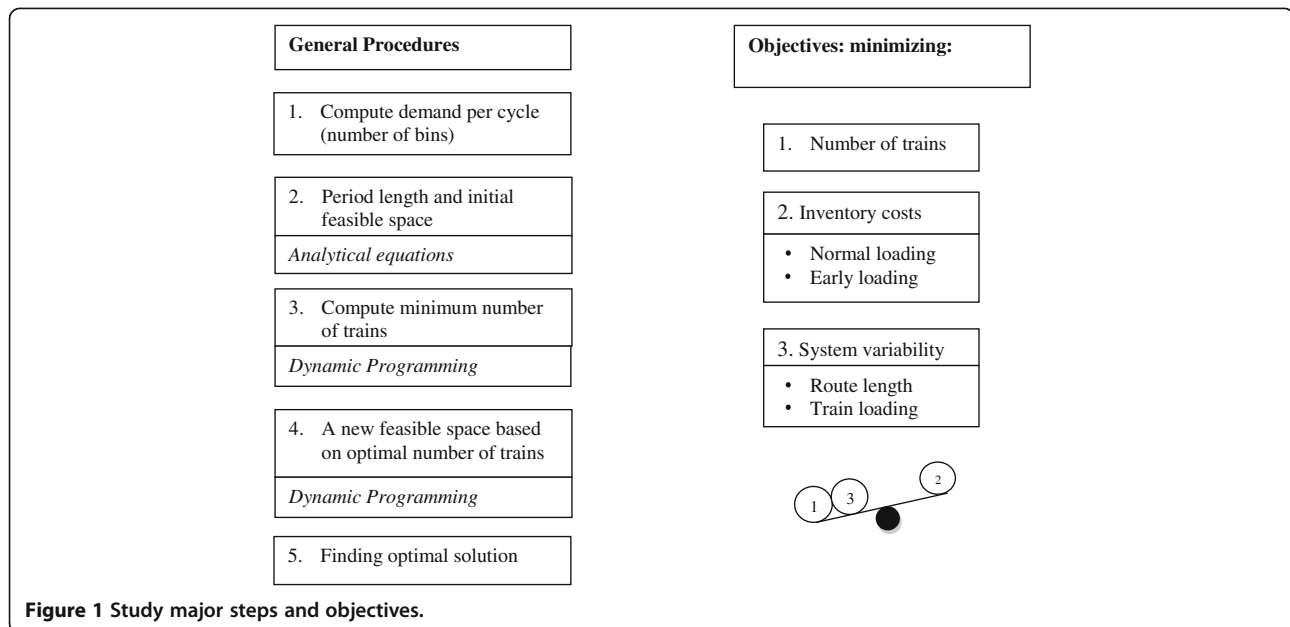 General Procedures
1. Compute demand per cycle
(number of bins)
2. Period length and initial
feasible space
Analytical equations
3. Compute minimum number
of trains
Dynamic Programming
4. A new feasible space based
on optimal number of trains
Dynamic Programming
5. Finding optimal solution
Objectives: minimizing:
1. Number of trains
2. Inventory costs
• Normal loading
• Early loading
3. System variability
• Route length
• Train loading
1 3 2
Figure 1 Study major steps and objectives.